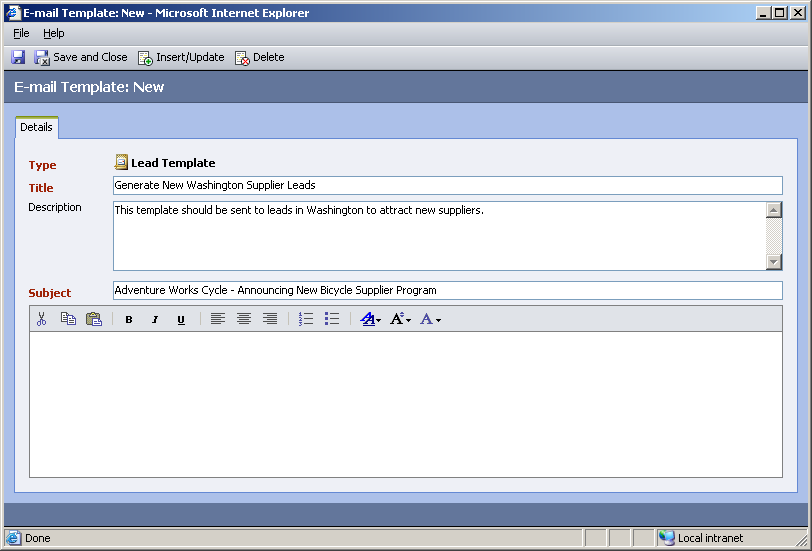 E-mail Template: New - Microsoft Internet Explorer
File Help
Save and Close Insert/Update Delete
E-mail Template: New
Details
Type Lead Template
Title Generate New Washington Supplier Leads
Description This template should be sent to leads in Washington to attract new suppliers.
Subject Adventure Works Cycle - Announcing New Bicycle Supplier Program
B I U A A A
Done Local intranet